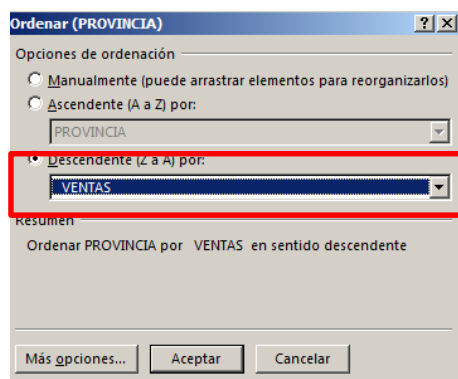 Ordenar (PROVINCIA)
Opciones de ordenación
Manualmente (puede arrastrar elementos para reorganizarlos)
Ascendente (A a Z) por:
PROVINCIA
Descendente (Z a A) por:
VENTAS
Resumen
Ordenar PROVINCIA por VENTAS en sentido descendente
Más opciones... Aceptar Cancelar